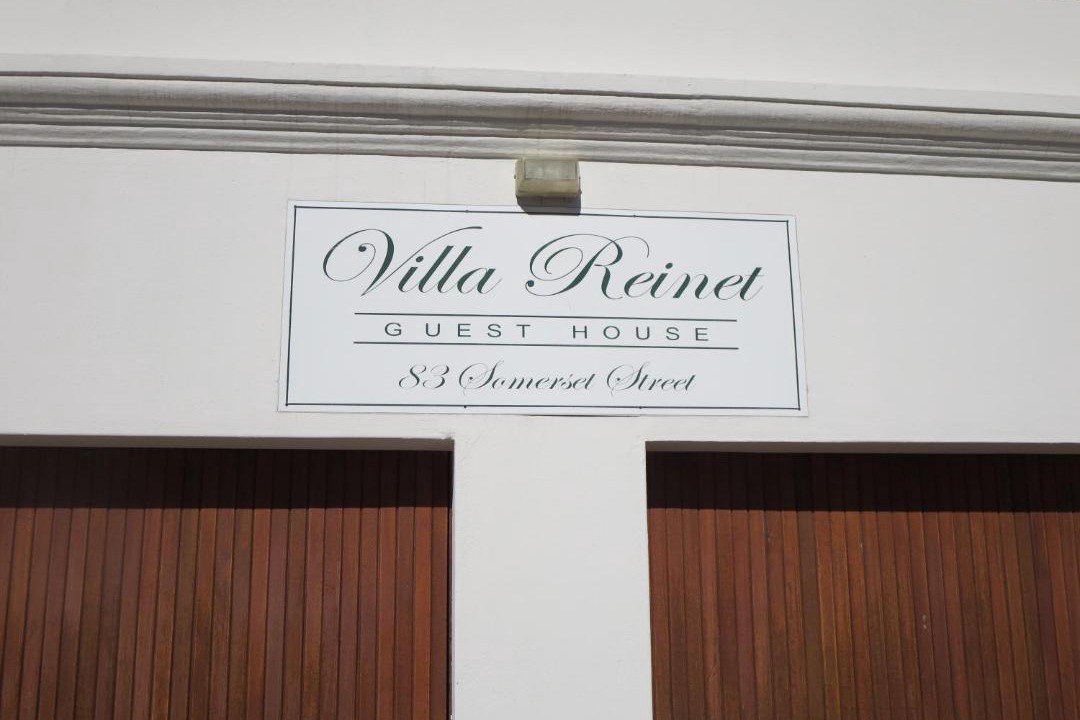 Villa Reinet
GUEST HOUSE
83 Somerset Street